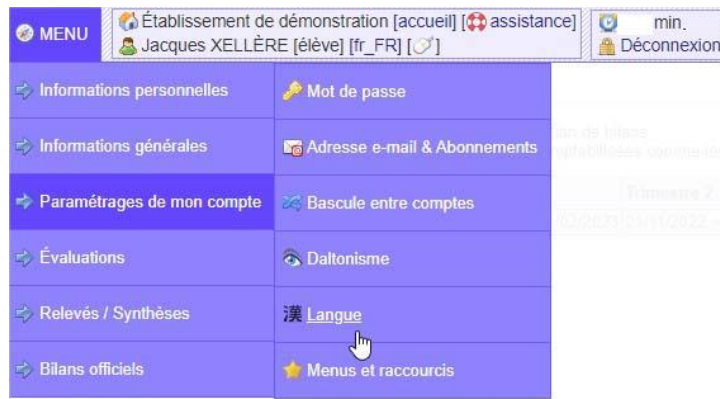 MENU
Établissement de démonstration [accueil] [assistance]
Jacques XELLÈRE [élève] [fr_FR] []
min.
Déconnexion
Informations personnelles
Informations générales
Paramétrages de mon compte
Évaluations
Relevés / Synthèses
Bilans officiels
Mot de passe
Adresse e-mail & Abonnements
Bascule entre comptes
Daltonisme
漢 Langue
Menus et raccourcis
Trimestre